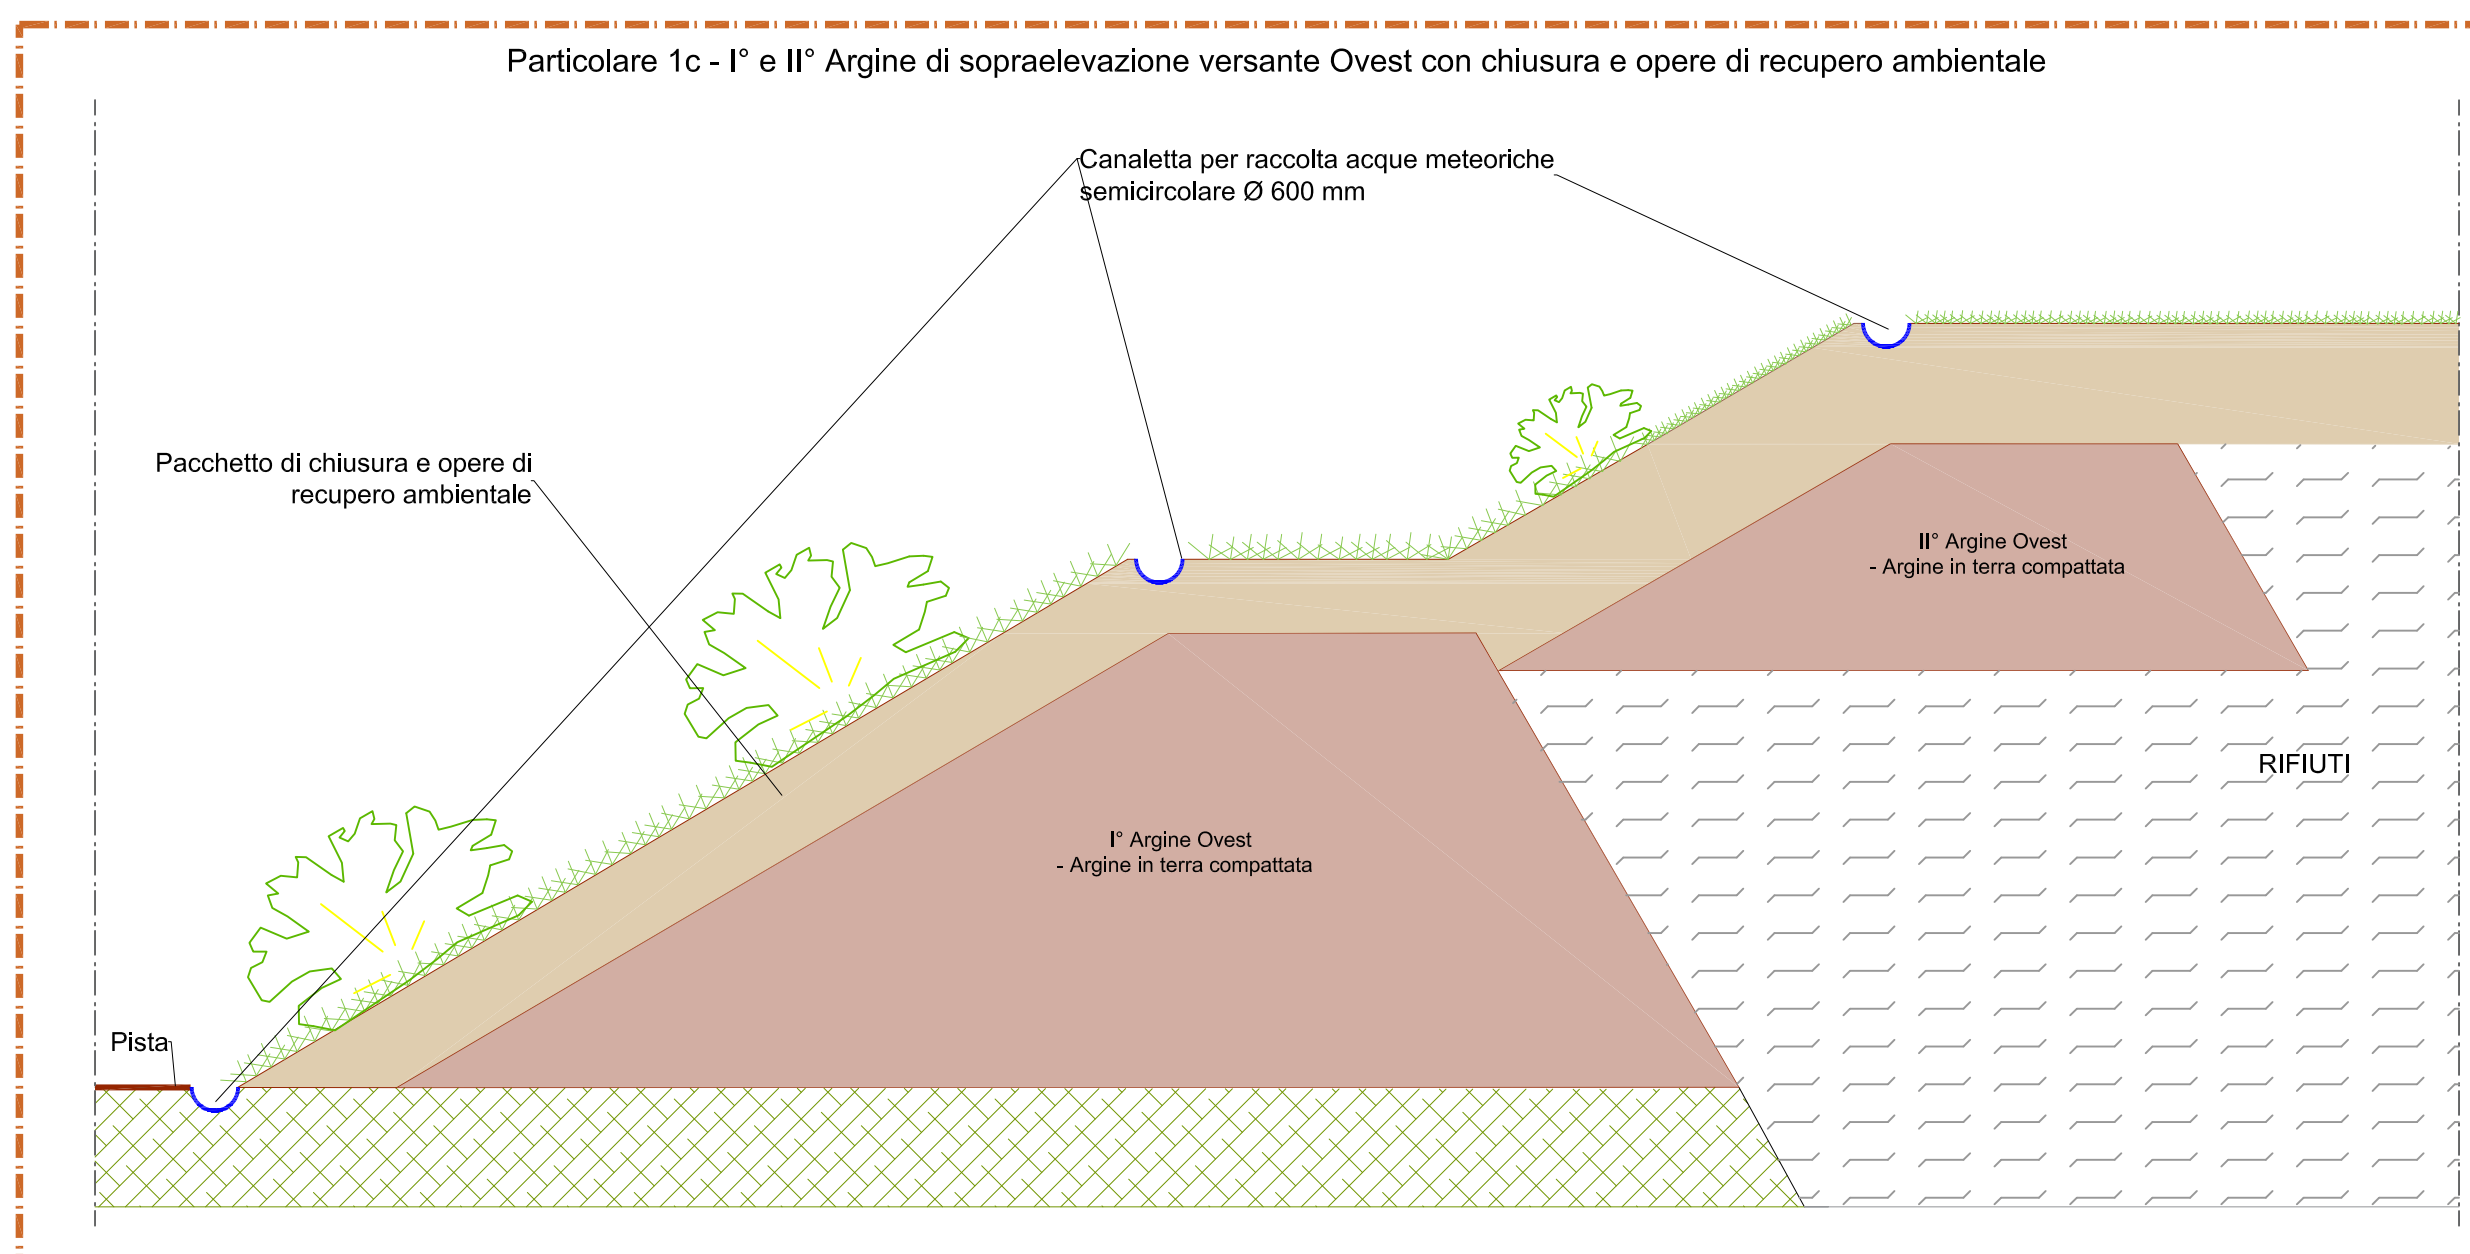 Particolare 1c - I° e II° Argine di sopraelevazione versante Ovest con chiusura e opere di recupero ambientale
Canaletta per raccolta acque meteoriche
semicircolare Ø 600 mm
Pacchetto di chiusura e opere di
recupero ambientale
II° Argine Ovest
- Argine in terra compattata
RIFIUTI
I° Argine Ovest
- Argine in terra compattata
Pista